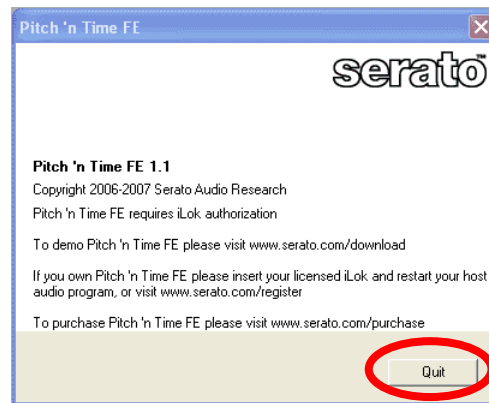 Pitch 'n Time FE
serato™
Pitch 'n Time FE 1.1
Copyright 2006-2007 Serato Audio Research
Pitch 'n Time FE requires iLok authorization
To demo Pitch 'n Time FE please visit www.serato.com/download
If you own Pitch 'n Time FE please insert your licensed iLok and restart your host
audio program, or visit www.serato.com/register
To purchase Pitch 'n Time FE please visit www.serato.com/purchase
Quit